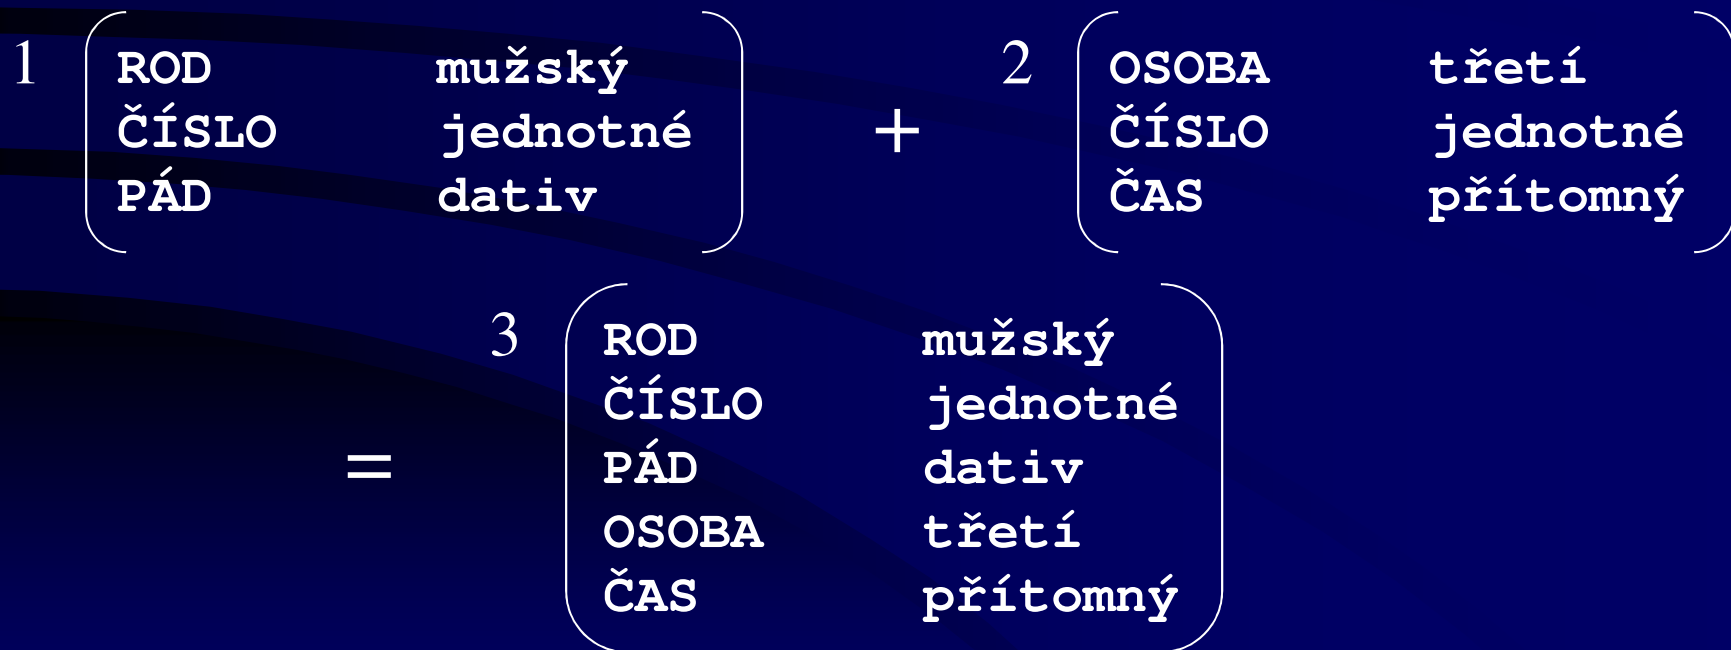 1 ROD mužský
ČÍSLO jednotné
PÁD dativ
+
2 OSOBA třetí
ČÍSLO jednotné
ČAS přítomný
=
3 ROD mužský
ČÍSLO jednotné
PÁD dativ
OSOBA třetí
ČAS přítomný